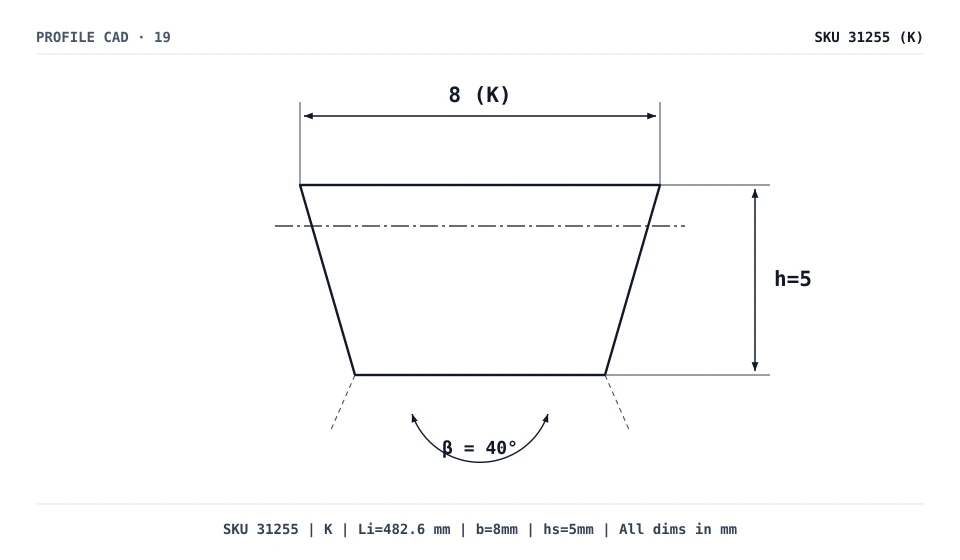 PROFILE CAD · 19
SKU 31255 (K)
8 (K)
h=5
β = 40°
SKU 31255 | K | Li=482.6 mm | b=8mm | hs=5mm | All dims in mm